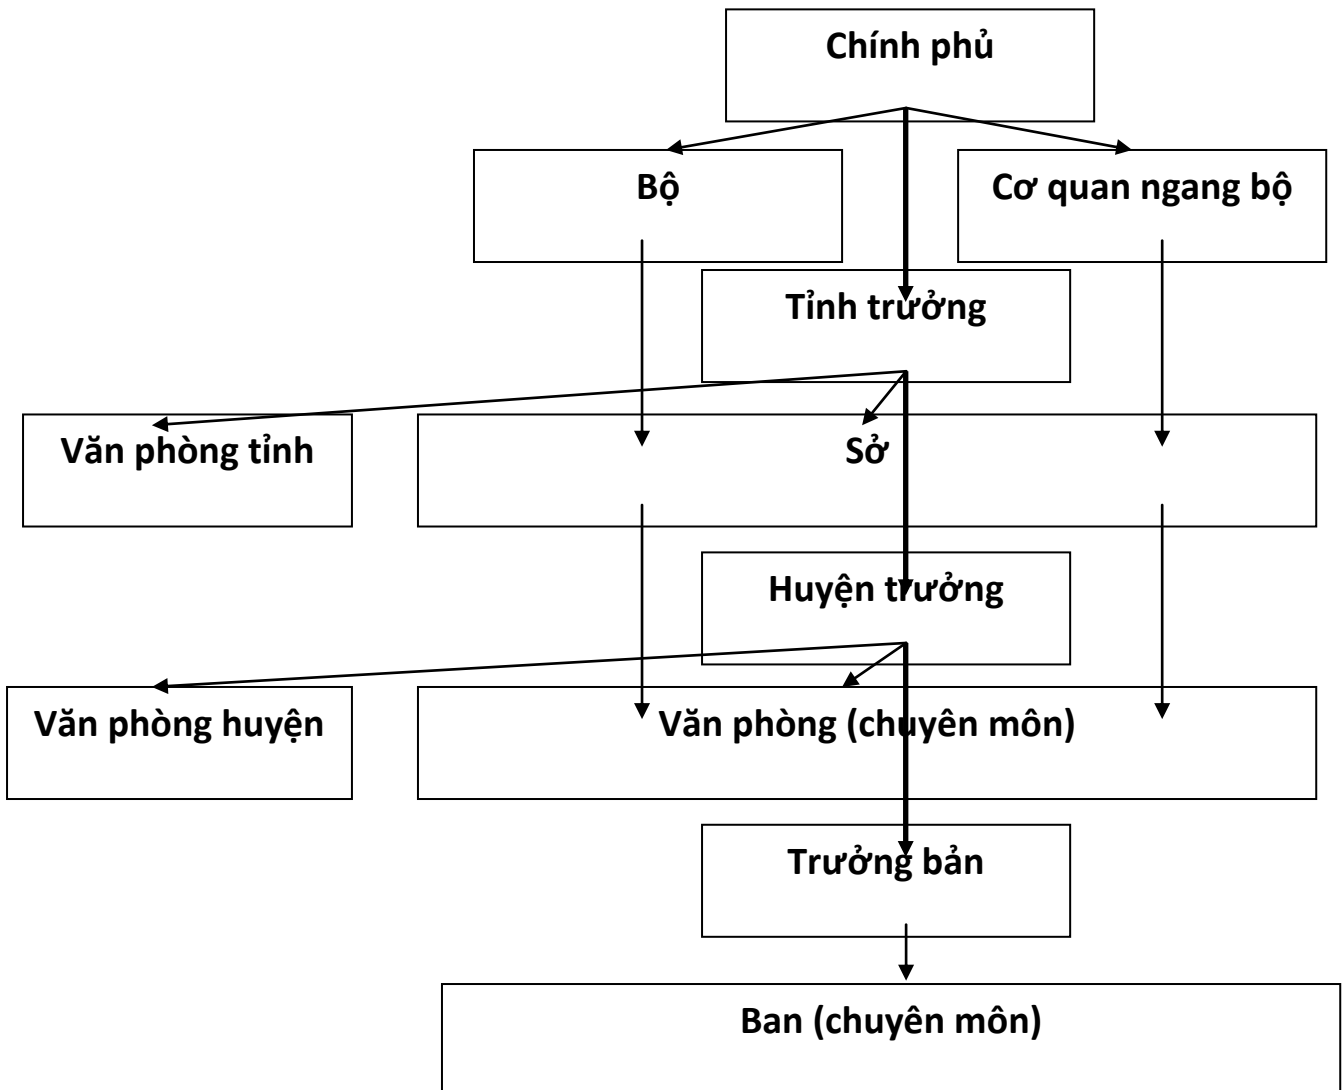 Chính phủ
Bộ
Cơ quan ngang bộ
Tỉnh trưởng
Văn phòng tỉnh
Sở
Huyện trưởng
Văn phòng huyện
Văn phòng (chuyên môn)
Trưởng bản
Ban (chuyên môn)